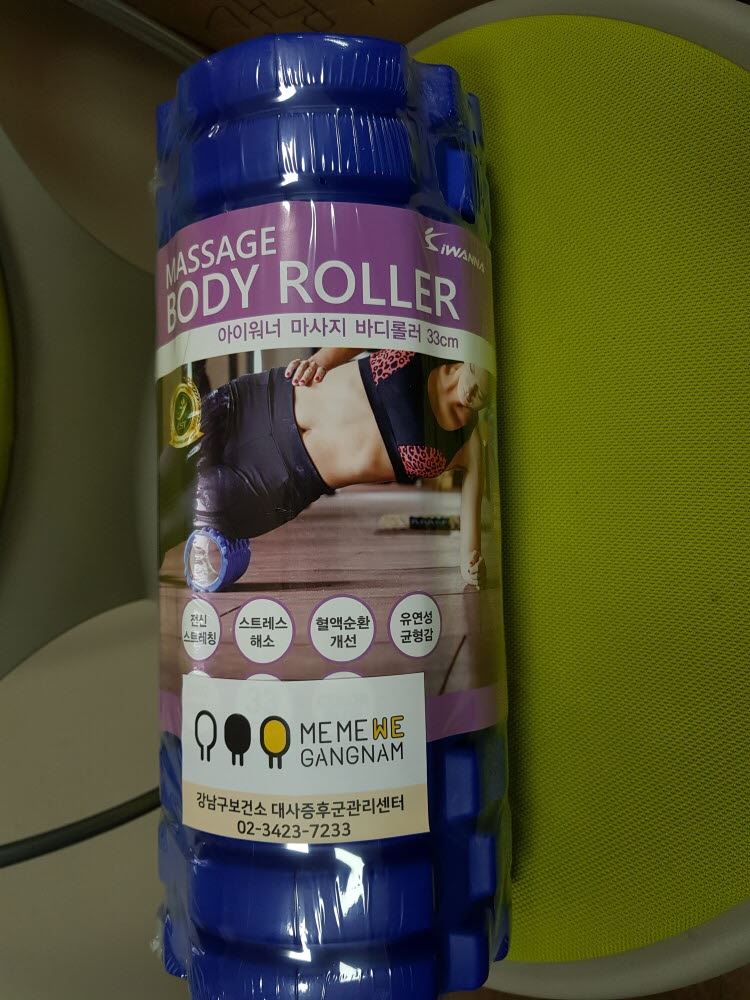 MASSAGE
iWANNA
BODY ROLLER
아이워너 마사지 바디롤러 33cm
전신
스트레칭
스트레스
해소
혈액순환
개선
유연성
균형감
MEMEWE
GANGNAM
강남구보건소 대사증후군관리센터
02-3423-7233